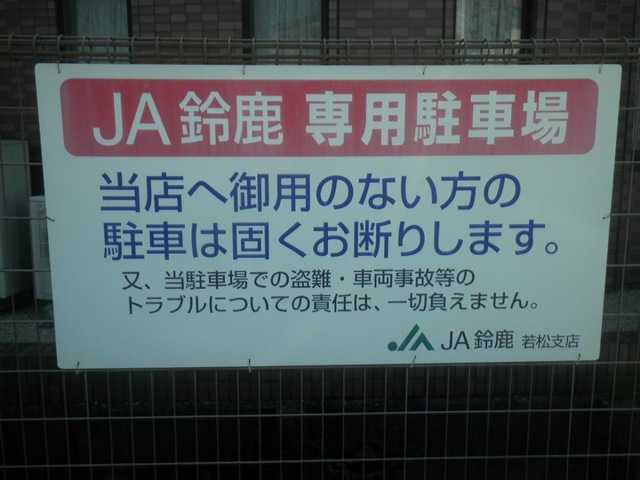 JA鈴鹿 専用駐車場
当店へ御用のない方の
駐車は固くお断りします。
又、当駐車場での盗難・車両事故等の
トラブルについての責任は、一切負えません。
JA鈴鹿 若松支店